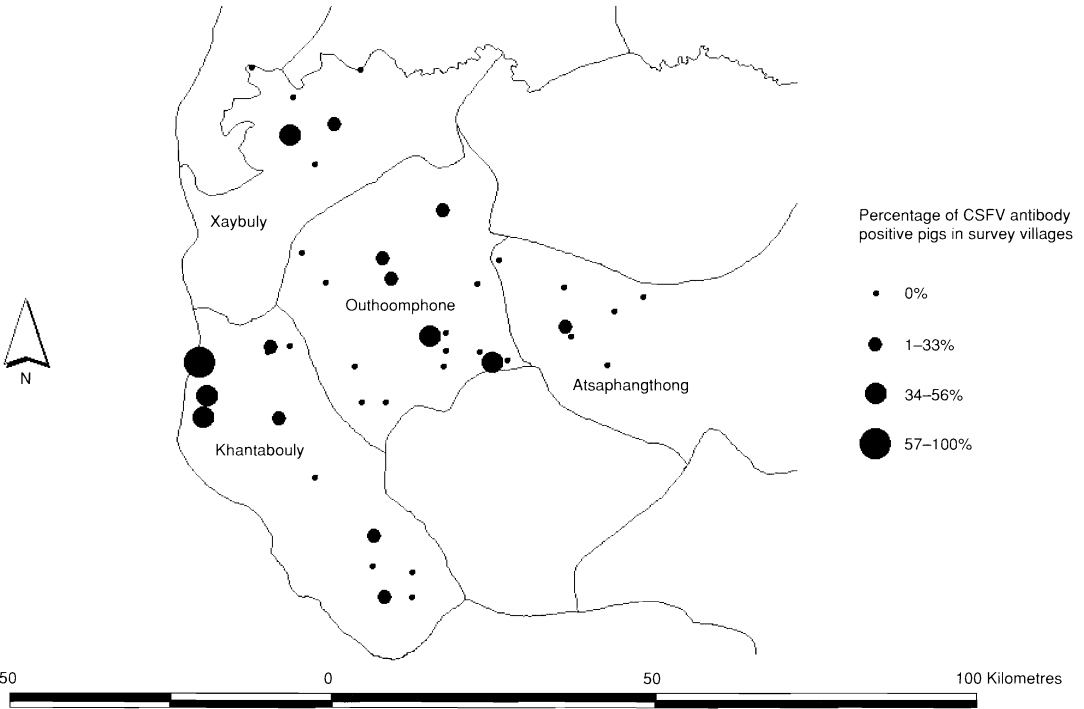 Xaybuly
Percentage of CSFV antibody
positive pigs in survey villages
0%
Outhoomphone
1–33%
N
Atsaphangthong
34–56%
Khantabouly
57–100%
50 0 50 100 Kilometres